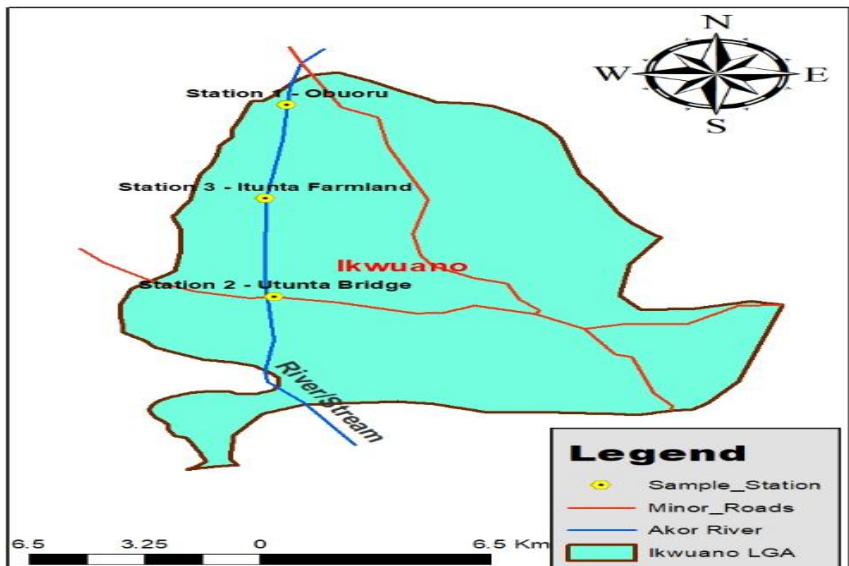 N
W E
S
Station 1 - Obuoru
Station 3 - Itunta Farmland
Ikwuano
Station 2 - Utunta Bridge
River/Stream
Legend
Sample_Station
Minor_Roads
Akor River
Ikwuano LGA
6.5 3.25 0 6.5 Km